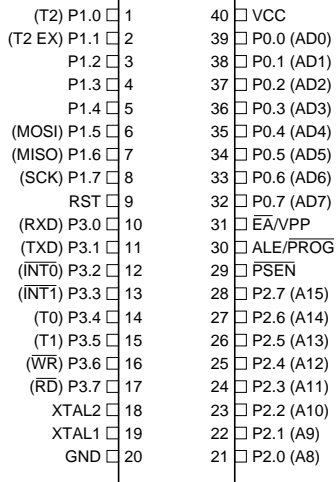 (T2) P1.0 1 40 VCC
(T2 EX) P1.1 2 39 P0.0 (AD0)
P1.2 3 38 P0.1 (AD1)
P1.3 4 37 P0.2 (AD2)
P1.4 5 36 P0.3 (AD3)
(MOSI) P1.5 6 35 P0.4 (AD4)
(MISO) P1.6 7 34 P0.5 (AD5)
(SCK) P1.7 8 33 P0.6 (AD6)
RST 9 32 P0.7 (AD7)
(RXD) P3.0 10 31 E̅A̅/VPP
(TXD) P3.1 11 30 ALE/P̅R̅O̅G̅
(I̅N̅T̅0̅) P3.2 12 29 P̅S̅E̅N̅
(I̅N̅T̅1̅) P3.3 13 28 P2.7 (A15)
(T0) P3.4 14 27 P2.6 (A14)
(T1) P3.5 15 26 P2.5 (A13)
(W̅R̅) P3.6 16 25 P2.4 (A12)
(R̅D̅) P3.7 17 24 P2.3 (A11)
XTAL2 18 23 P2.2 (A10)
XTAL1 19 22 P2.1 (A9)
GND 20 21 P2.0 (A8)